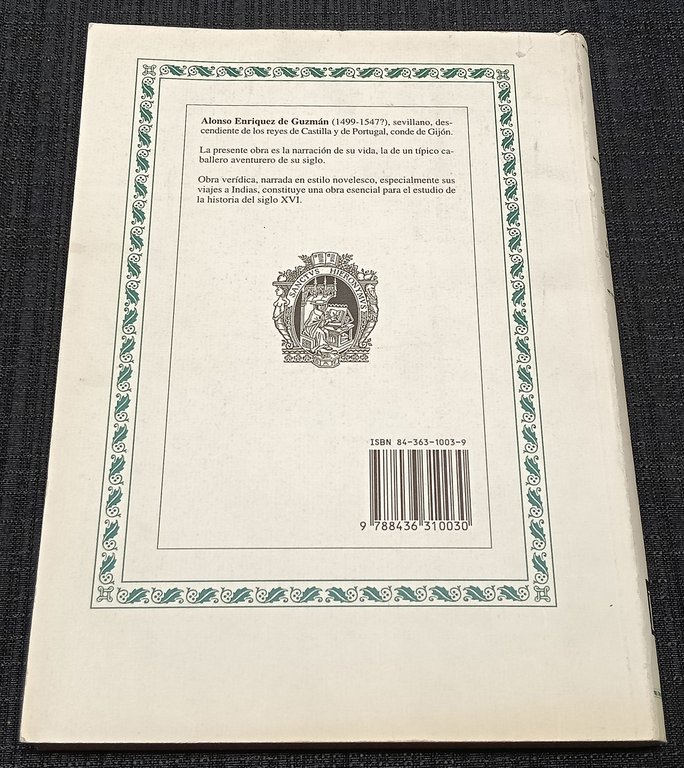 Alonso Enriquez de Guzmán (1499-1547?), sevillano, des-
cendiente de los reyes de Castilla y de Portugal, conde de Gijón.
La presente obra es la narración de su vida, la de un típico ca-
ballero aventurero de su siglo.
Obra verídica, narrada en estilo novelesco, especialmente sus
viajes a Indias, constituye una obra esencial para el estudio de
la historia del siglo XVI.
SANCTVS HIERONYMVS
ISBN 84-363-1003-9
9 788436 310030